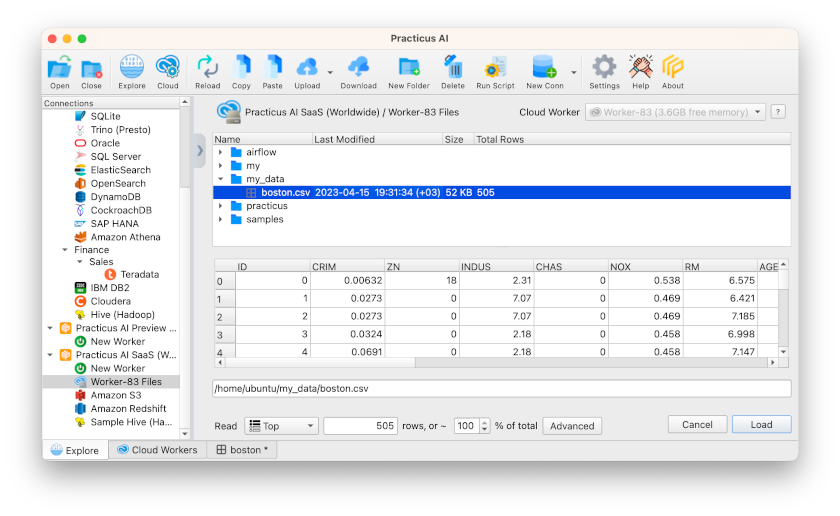 Practicus AI
Open Close Explore Cloud Reload Copy Paste Upload Download New Folder Delete Run Script New Conn Settings Help About
Connections
SQLite
Trino (Presto)
Oracle
SQL Server
ElasticSearch
OpenSearch
DynamoDB
CockroachDB
SAP HANA
Amazon Athena
Finance
Sales
Teradata
IBM DB2
Cloudera
Hive (Hadoop)
Practicus AI Preview ...
New Worker
Practicus AI SaaS (W...
New Worker
Worker-83 Files
Amazon S3
Amazon Redshift
Sample Hive (Ha...
Practicus AI SaaS (Worldwide) / Worker-83 Files Cloud Worker Worker-83 (3.6GB free memory) ?
Name Last Modified Size Total Rows
airflow
my
my_data
boston.csv 2023-04-15 19:31:34 (+03) 52 KB 505
practicus
samples
ID CRIM ZN INDUS CHAS NOX RM AGE
0 0 0.00632 18 2.31 0 0.538 6.575
1 1 0.0273 0 7.07 0 0.469 6.421
2 2 0.0273 0 7.07 0 0.469 7.185
3 3 0.0324 0 2.18 0 0.458 6.998
4 4 0.0691 0 2.18 0 0.458 7.147
/home/ubuntu/my_data/boston.csv
Read Top 505 rows, or ~ 100 % of total Advanced Cancel Load
Explore Cloud Workers boston *